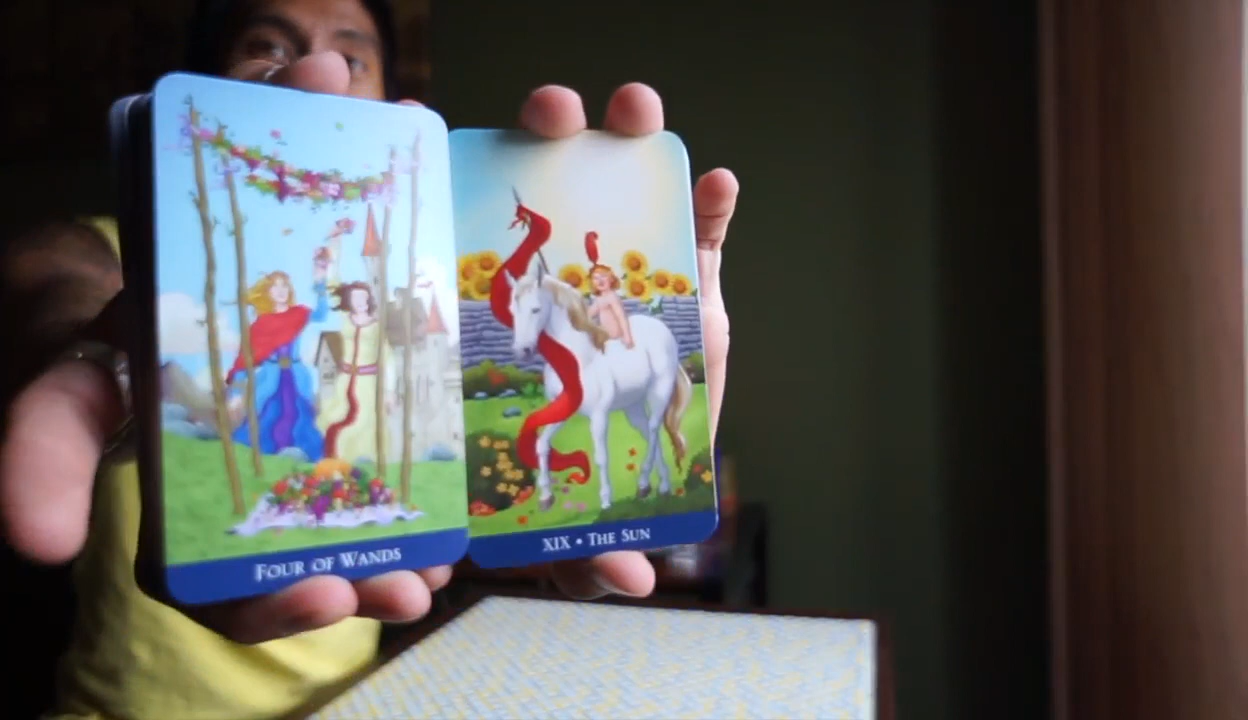 FOUR OF WANDS
XIX • THE SUN